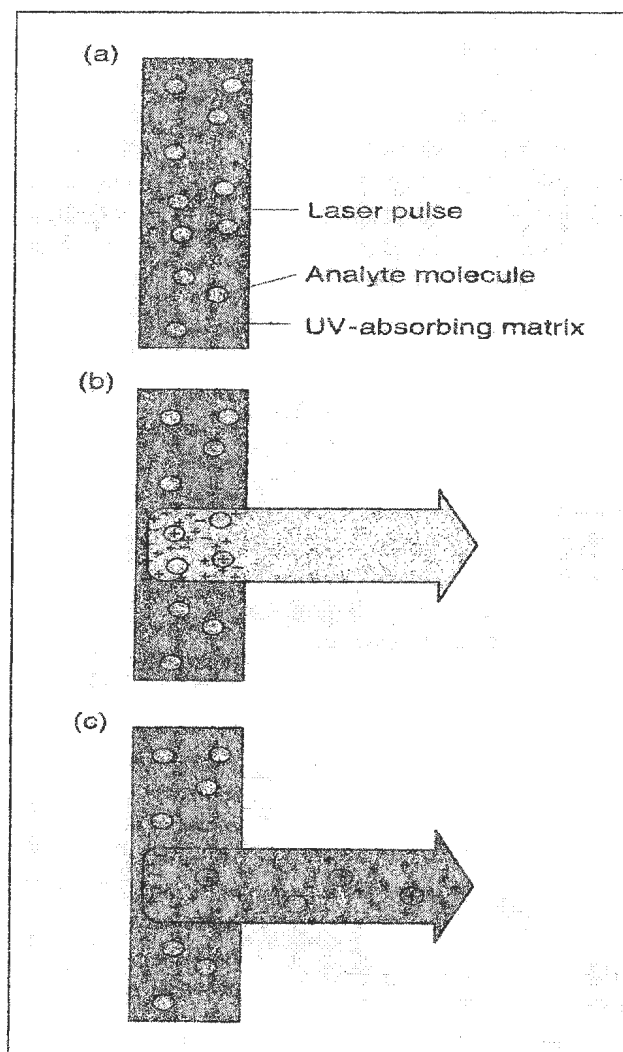 (a)
Laser pulse
Analyte molecule
UV-absorbing matrix
(b)
(c)